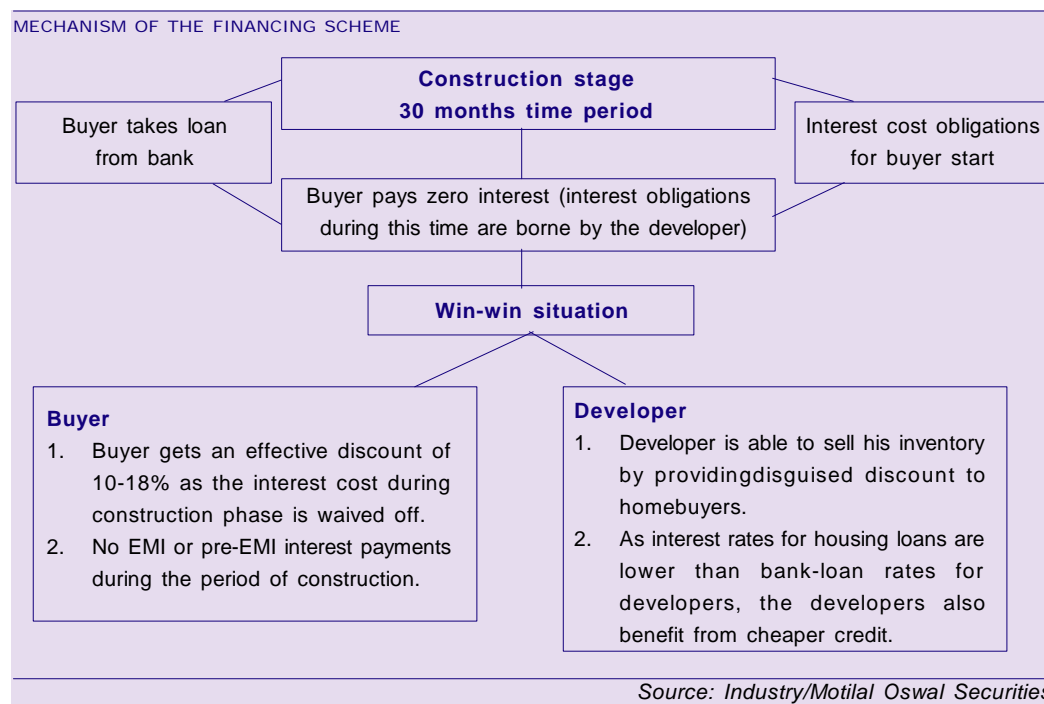 MECHANISM OF THE FINANCING SCHEME
Construction stage
30 months time period
Buyer takes loan
from bank
Interest cost obligations
for buyer start
Buyer pays zero interest (interest obligations
during this time are borne by the developer)
Win-win situation
Buyer
1. Buyer gets an effective discount of
10-18% as the interest cost during
construction phase is waived off.
2. No EMI or pre-EMI interest payments
during the period of construction.
Developer
1. Developer is able to sell his inventory
by providingdisguised discount to
homebuyers.
2. As interest rates for housing loans are
lower than bank-loan rates for
developers, the developers also
benefit from cheaper credit.
Source: Industry/Motilal Oswal Securities